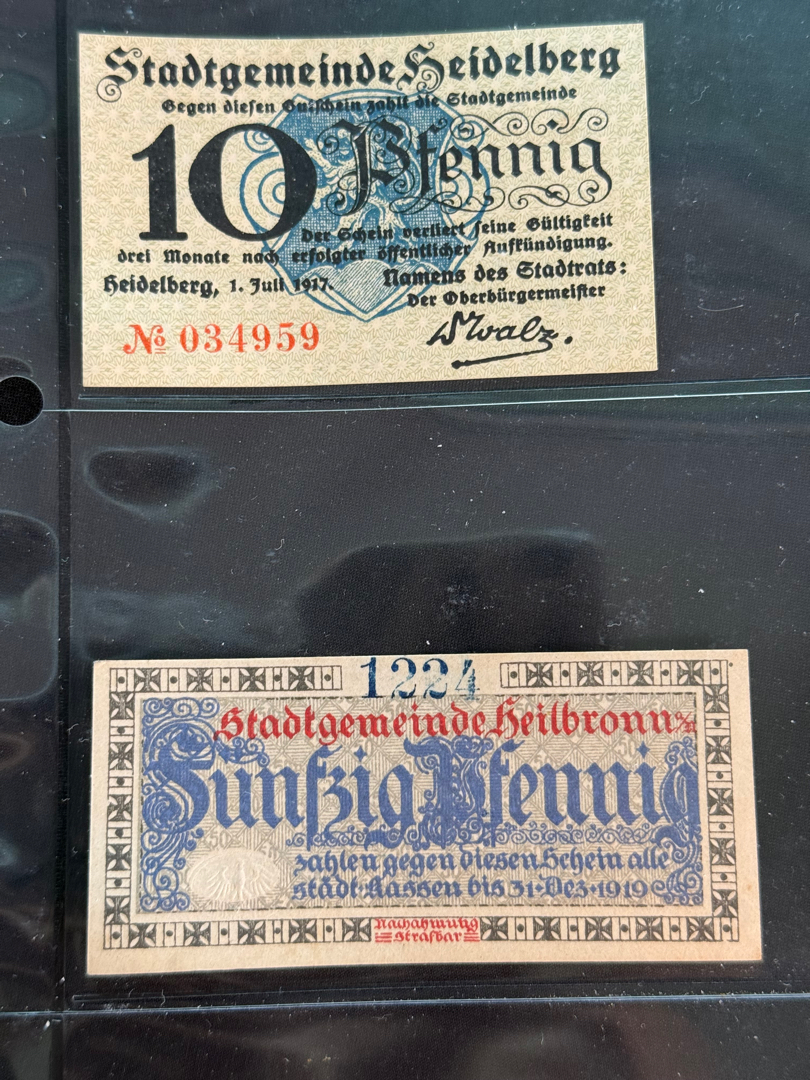 Stadtgemeinde Heidelberg
Gegen diesen Gutschein zahlt die Stadtgemeinde
10 Pfennig
Der Schein verliert seine Gültigkeit
drei Monate nach erfolgter öffentlicher Aufkündigung.
Heidelberg, 1. Juli 1917.
Namens des Stadtrats:
Der Oberbürgermeister
№ 034959
Walz.
1224
Stadtgemeinde Heilbronn a/N
Fünfzig Pfennig
zahlen gegen diesen Schein alle
städt. Kassen bis 31. Dez. 1919
Nachahmung
strafbar